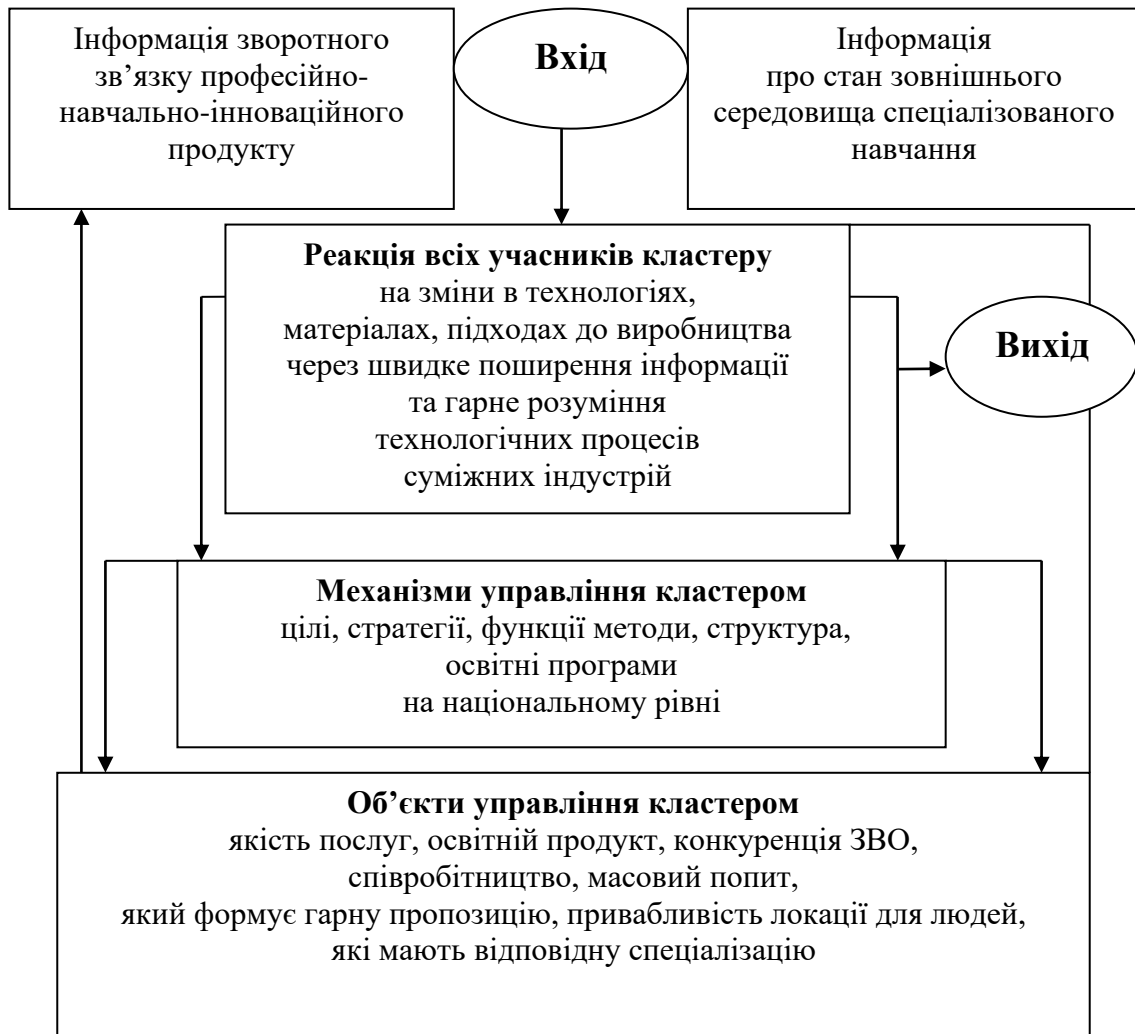 Інформація зворотного
зв’язку професійно-
навчально-інноваційного
продукту
Вхід
Інформація
про стан зовнішнього
середовища спеціалізованого
навчання
Реакція всіх учасників кластеру
на зміни в технологіях,
матеріалах, підходах до виробництва
через швидке поширення інформації
та гарне розуміння
технологічних процесів
суміжних індустрій
Вихід
Механізми управління кластером
цілі, стратегії, функції методи, структура,
освітні програми
на національному рівні
Об’єкти управління кластером
якість послуг, освітній продукт, конкуренція ЗВО,
співробітництво, масовий попит,
який формує гарну пропозицію, привабливість локації для людей,
які мають відповідну спеціалізацію